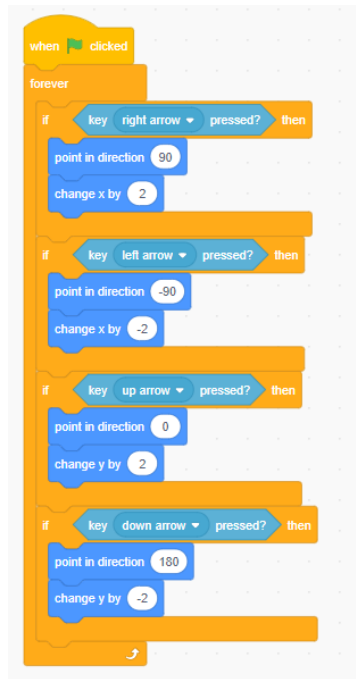 when clicked
forever
if key right arrow pressed? then
point in direction 90
change x by 2
if key left arrow pressed? then
point in direction -90
change x by -2
if key up arrow pressed? then
point in direction 0
change y by 2
if key down arrow pressed? then
point in direction 180
change y by -2